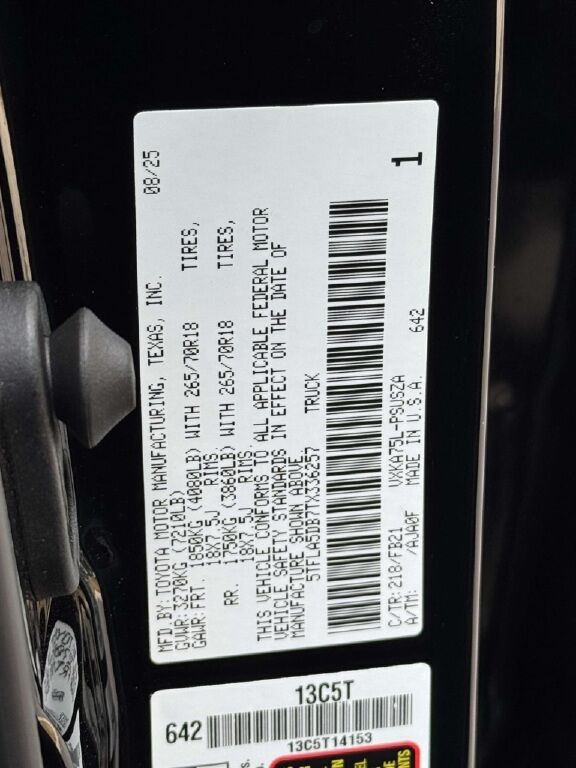 MFD.BY:TOYOTA MOTOR MANUFACTURING, TEXAS, INC. 08/25
GVWR:3270KG (7210LB)
GAWR:FRT. 1850KG (4080LB) WITH 265/70R18 TIRES,
18X7.5J RIMS.
RR. 1750KG (3860LB) WITH 265/70R18 TIRES,
18X7.5J RIMS.
THIS VEHICLE CONFORMS TO ALL APPLICABLE FEDERAL MOTOR
VEHICLE SAFETY STANDARDS IN EFFECT ON THE DATE OF
MANUFACTURE SHOWN ABOVE.
5TFLA5DB7TX336257 TRUCK
1
C/TR:218/FB21 VXKA75L-PSUSZA
A/TM: /AJA0F MADE IN U.S.A. 642
13C5T
642
13C5T14153